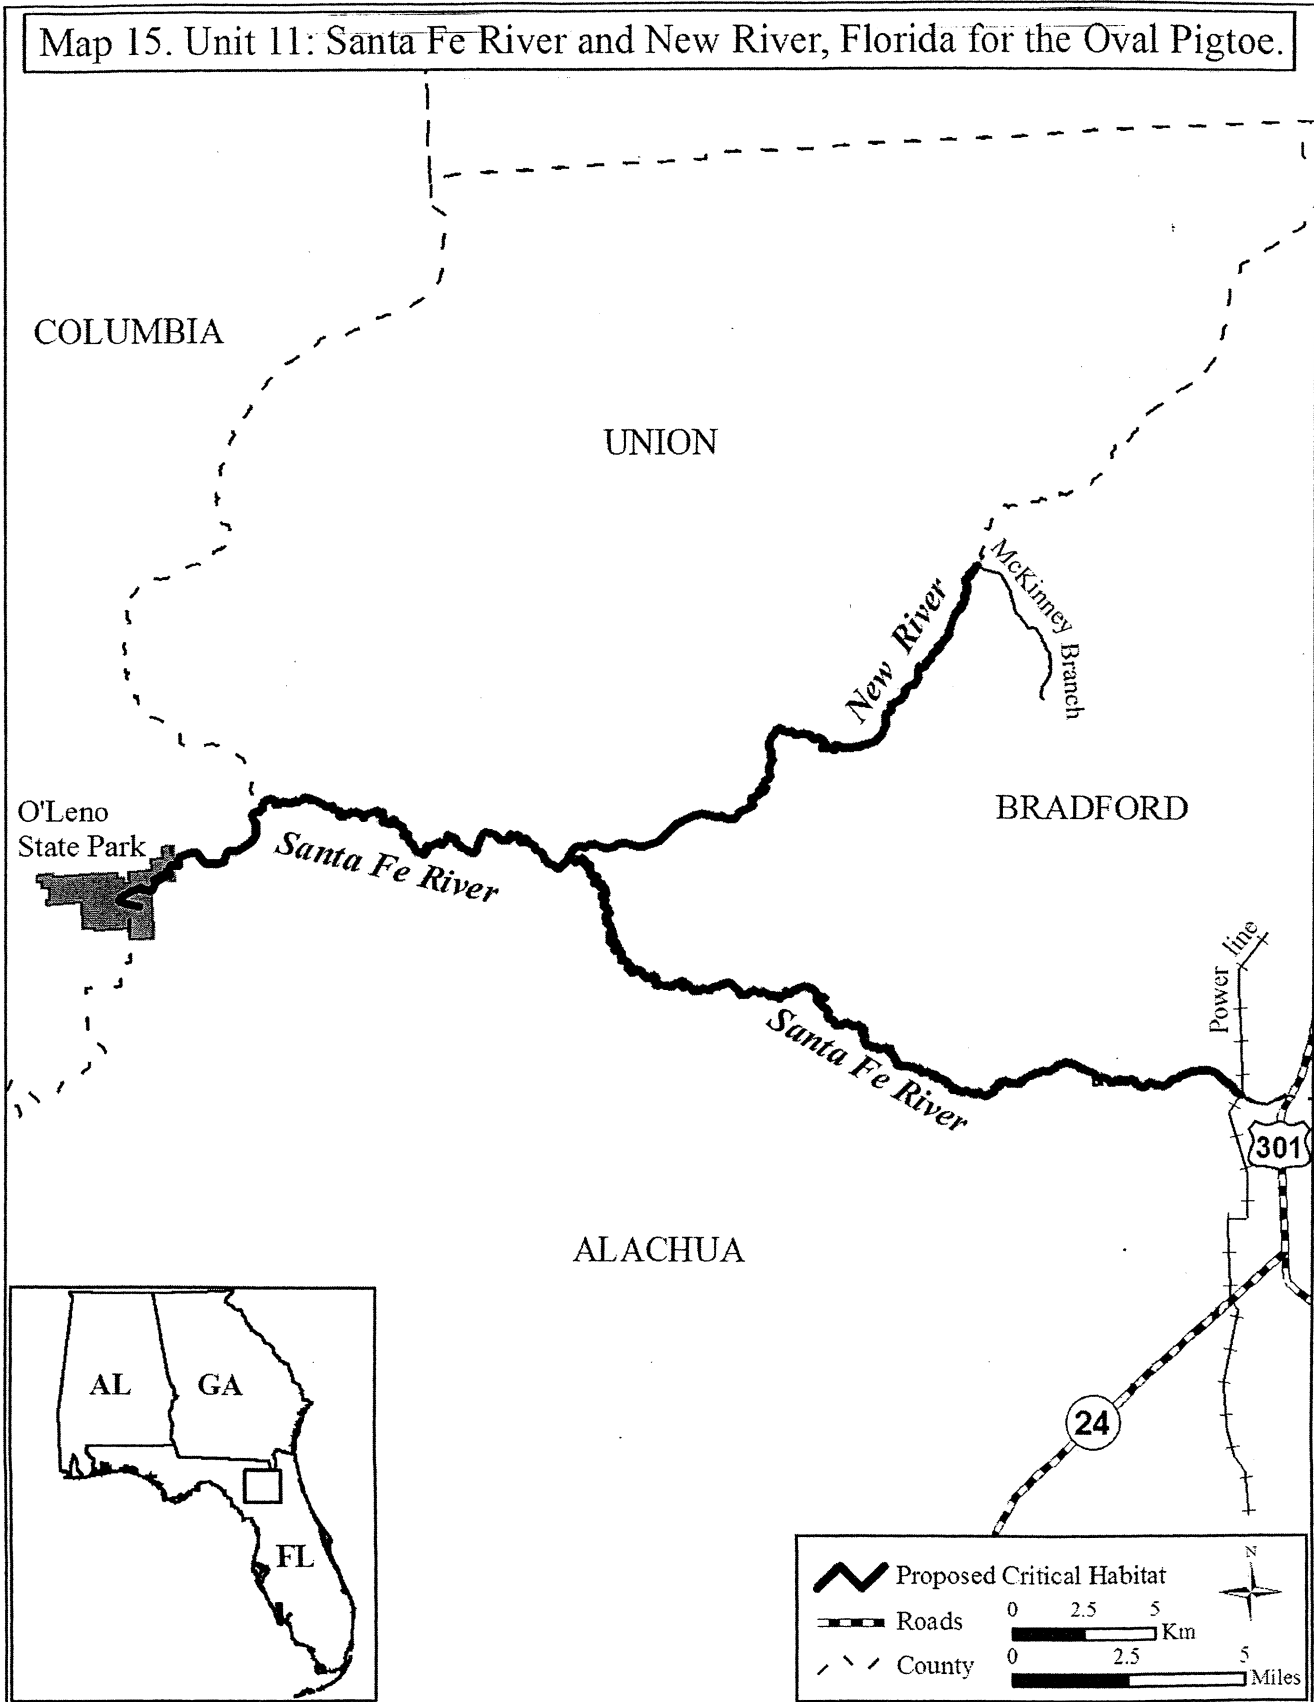 Map 15. Unit 11: Santa Fe River and New River, Florida for the Oval Pigtoe.
COLUMBIA
UNION
McKinney Branch
New River
BRADFORD
O'Leno
State Park
Santa Fe River
Power line
Santa Fe River
301
ALACHUA
24
AL
GA
FL
Proposed Critical Habitat
N
Roads
0 2.5 5
Km
County
0 2.5 5
Miles